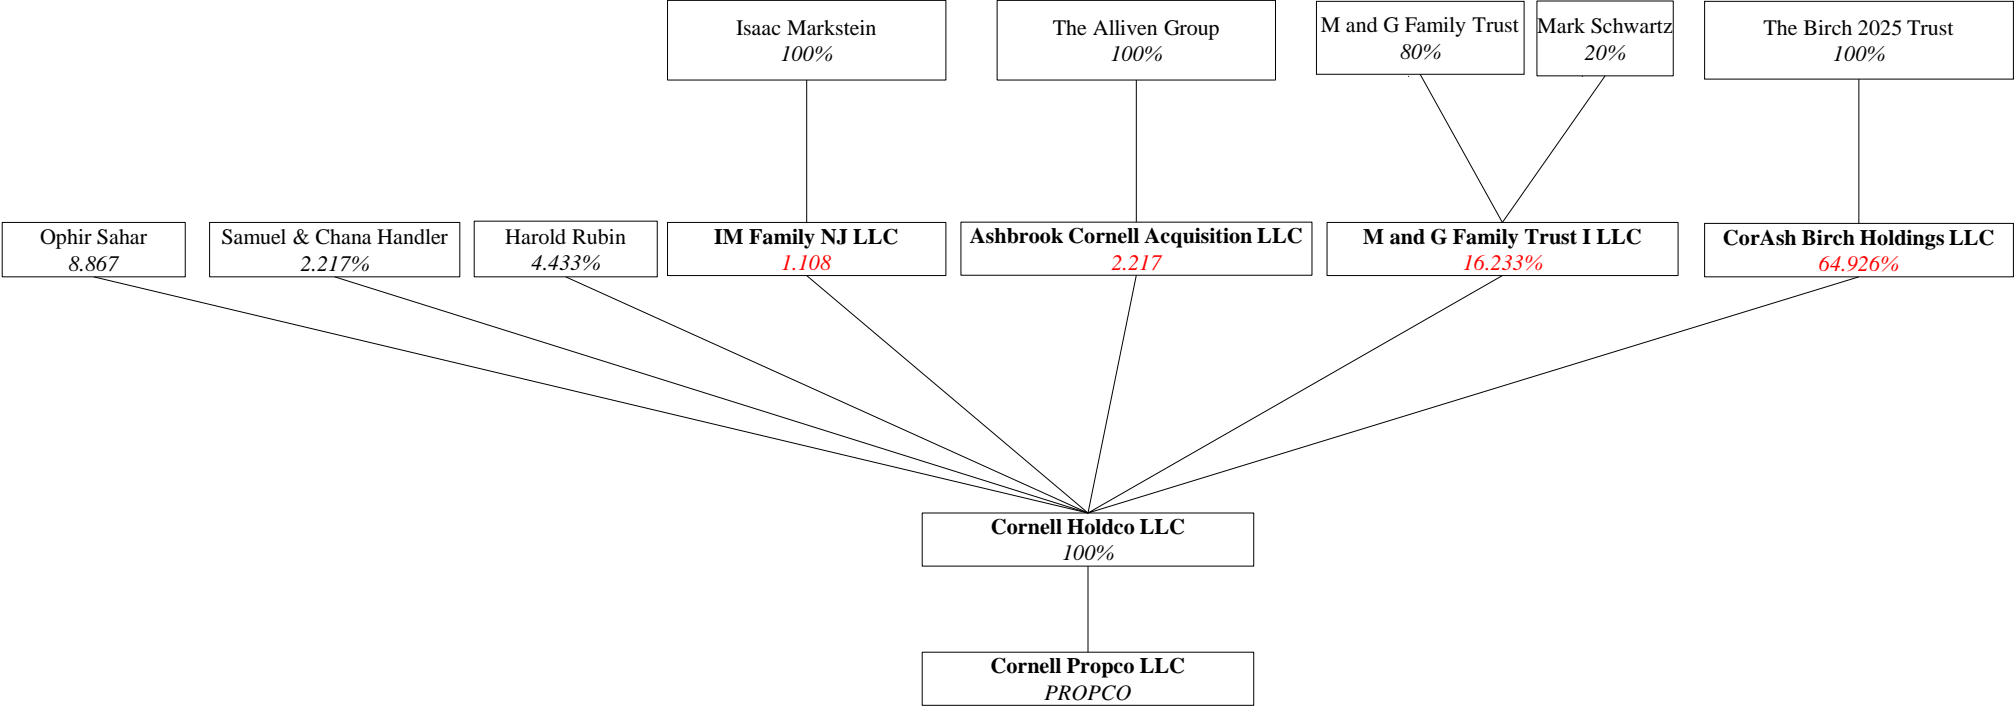 Isaac Markstein
100%
The Alliven Group
100%
M and G Family Trust
80%
Mark Schwartz
20%
The Birch 2025 Trust
100%
Ophir Sahar
8.867
Samuel & Chana Handler
2.217%
Harold Rubin
4.433%
IM Family NJ LLC
1.108
Ashbrook Cornell Acquisition LLC
2.217
M and G Family Trust I LLC
16.233%
CorAsh Birch Holdings LLC
64.926%
Cornell Holdco LLC
100%
Cornell Propco LLC
PROPCO